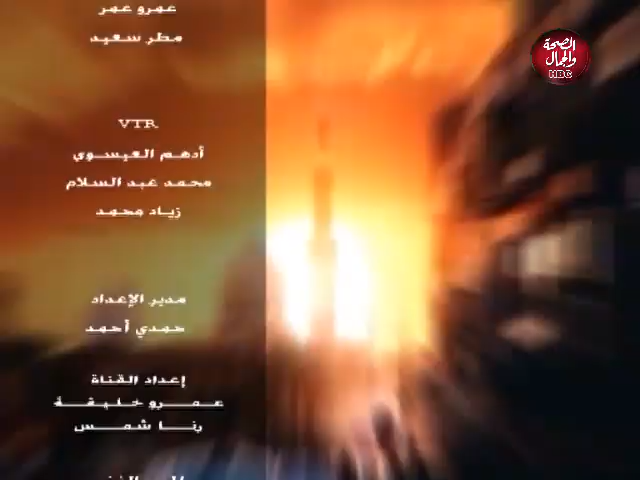 عمرو عمر
مطر سعيد
الصحة
والجمال
HBC
VTR
أدهم العيسوي
محمد عبد السلام
زياد محمد
مدير الإعداد
حمدي أحمد
إعداد القناة
عمرو خليفة
رنا شمس